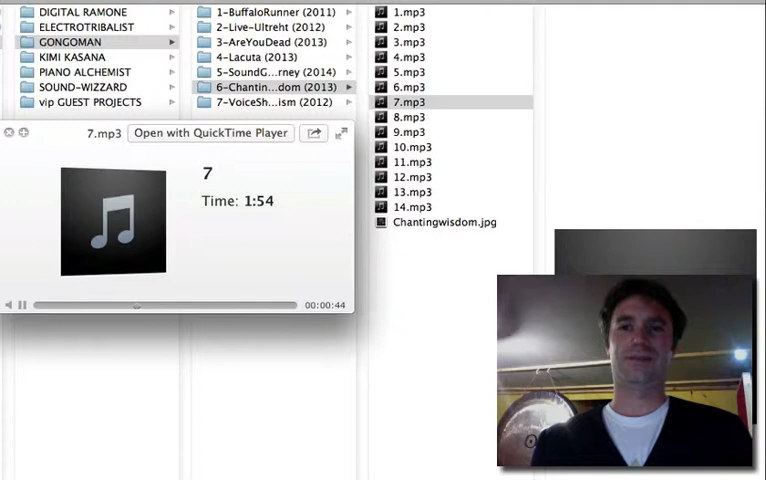 DIGITAL RAMONE
ELECTROTRIBALIST
GONGOMAN
KIMI KASANA
PIANO ALCHEMIST
SOUND-WIZZARD
vip GUEST PROJECTS
1-BuffaloRunner (2011)
2-Live-Ultreht (2012)
3-AreYouDead (2013)
4-Lacuta (2013)
5-SoundG...rney (2014)
6-Chantin...dom (2013)
7-VoiceSh...ism (2012)
1.mp3
2.mp3
3.mp3
4.mp3
5.mp3
6.mp3
7.mp3
8.mp3
9.mp3
10.mp3
11.mp3
12.mp3
13.mp3
14.mp3
Chantingwisdom.jpg
7.mp3 Open with QuickTime Player
7
Time: 1:54
00:00:44